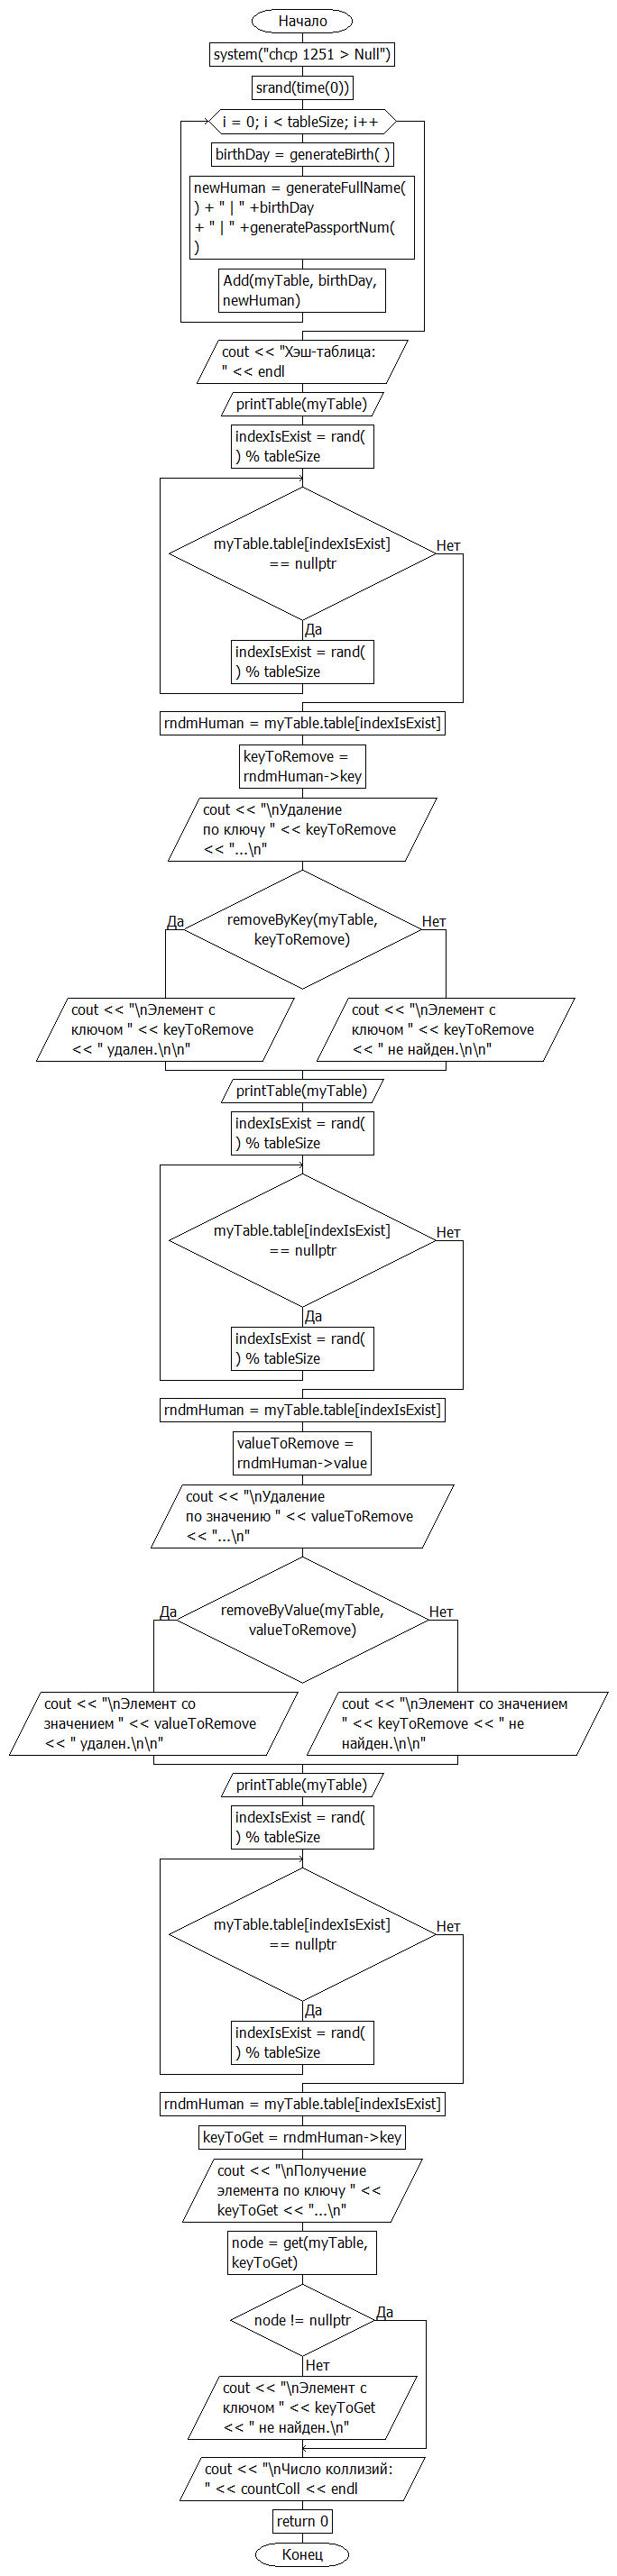 Начало
system("chcp 1251 > Null")
srand(time(0))
i = 0; i < tableSize; i++
birthDay = generateBirth( )
newHuman = generateFullName(
) + " | " +birthDay
+ " | " +generatePassportNum(
)
Add(myTable, birthDay,
newHuman)
cout << "Хэш-таблица:
" << endl
printTable(myTable)
indexIsExist = rand(
) % tableSize
myTable.table[indexIsExist]
== nullptr
Нет
Да
indexIsExist = rand(
) % tableSize
rndmHuman = myTable.table[indexIsExist]
keyToRemove =
rndmHuman->key
cout << "\nУдаление
по ключу " << keyToRemove
<< "...\n"
removeByKey(myTable,
keyToRemove)
Да
Нет
cout << "\nЭлемент с
ключом " << keyToRemove
<< " удален.\n\n"
cout << "\nЭлемент с
ключом " << keyToRemove
<< " не найден.\n\n"
printTable(myTable)
indexIsExist = rand(
) % tableSize
myTable.table[indexIsExist]
== nullptr
Нет
Да
indexIsExist = rand(
) % tableSize
rndmHuman = myTable.table[indexIsExist]
valueToRemove =
rndmHuman->value
cout << "\nУдаление
по значению " << valueToRemove
<< "...\n"
removeByValue(myTable,
valueToRemove)
Да
Нет
cout << "\nЭлемент со
значением " << valueToRemove
<< " удален.\n\n"
cout << "\nЭлемент со значением
" << keyToRemove << " не
найден.\n\n"
printTable(myTable)
indexIsExist = rand(
) % tableSize
myTable.table[indexIsExist]
== nullptr
Нет
Да
indexIsExist = rand(
) % tableSize
rndmHuman = myTable.table[indexIsExist]
keyToGet = rndmHuman->key
cout << "\nПолучение
элемента по ключу " <<
keyToGet << "...\n"
node = get(myTable,
keyToGet)
node != nullptr
Да
Нет
cout << "\nЭлемент с
ключом " << keyToGet
<< " не найден.\n"
cout << "\nЧисло коллизий:
" << countColl << endl
return 0
Конец